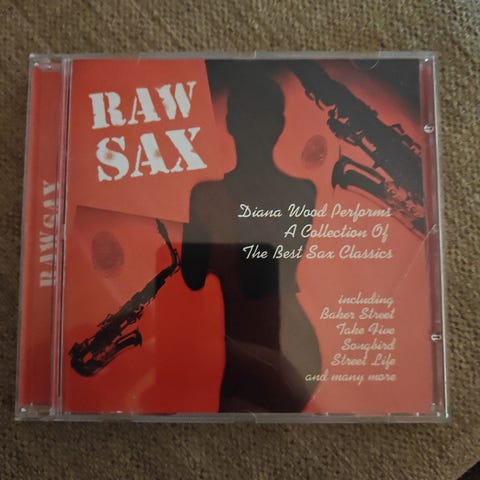 RAW
SAX
RAW SAX
Diana Wood Performs
A Collection Of
The Best Sax Classics
including
Baker Street
Take Five
Songbird
Street Life
and many more